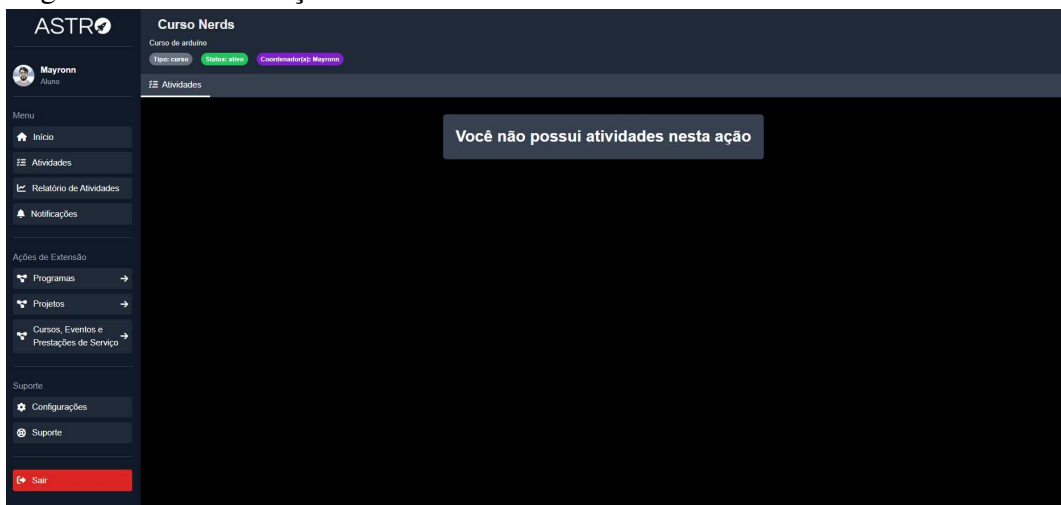 ASTRO
Mayronn
Aluno
Menu
Início
Atividades
Relatório de Atividades
Notificações
Ações de Extensão
Programas
Projetos
Cursos, Eventos e
Prestações de Serviço
Suporte
Configurações
Suporte
Sair
Curso Nerds
Curso de arduino
Tipo: curso Status: ativo Coordenador(a): Mayronn
Atividades
Você não possui atividades nesta ação